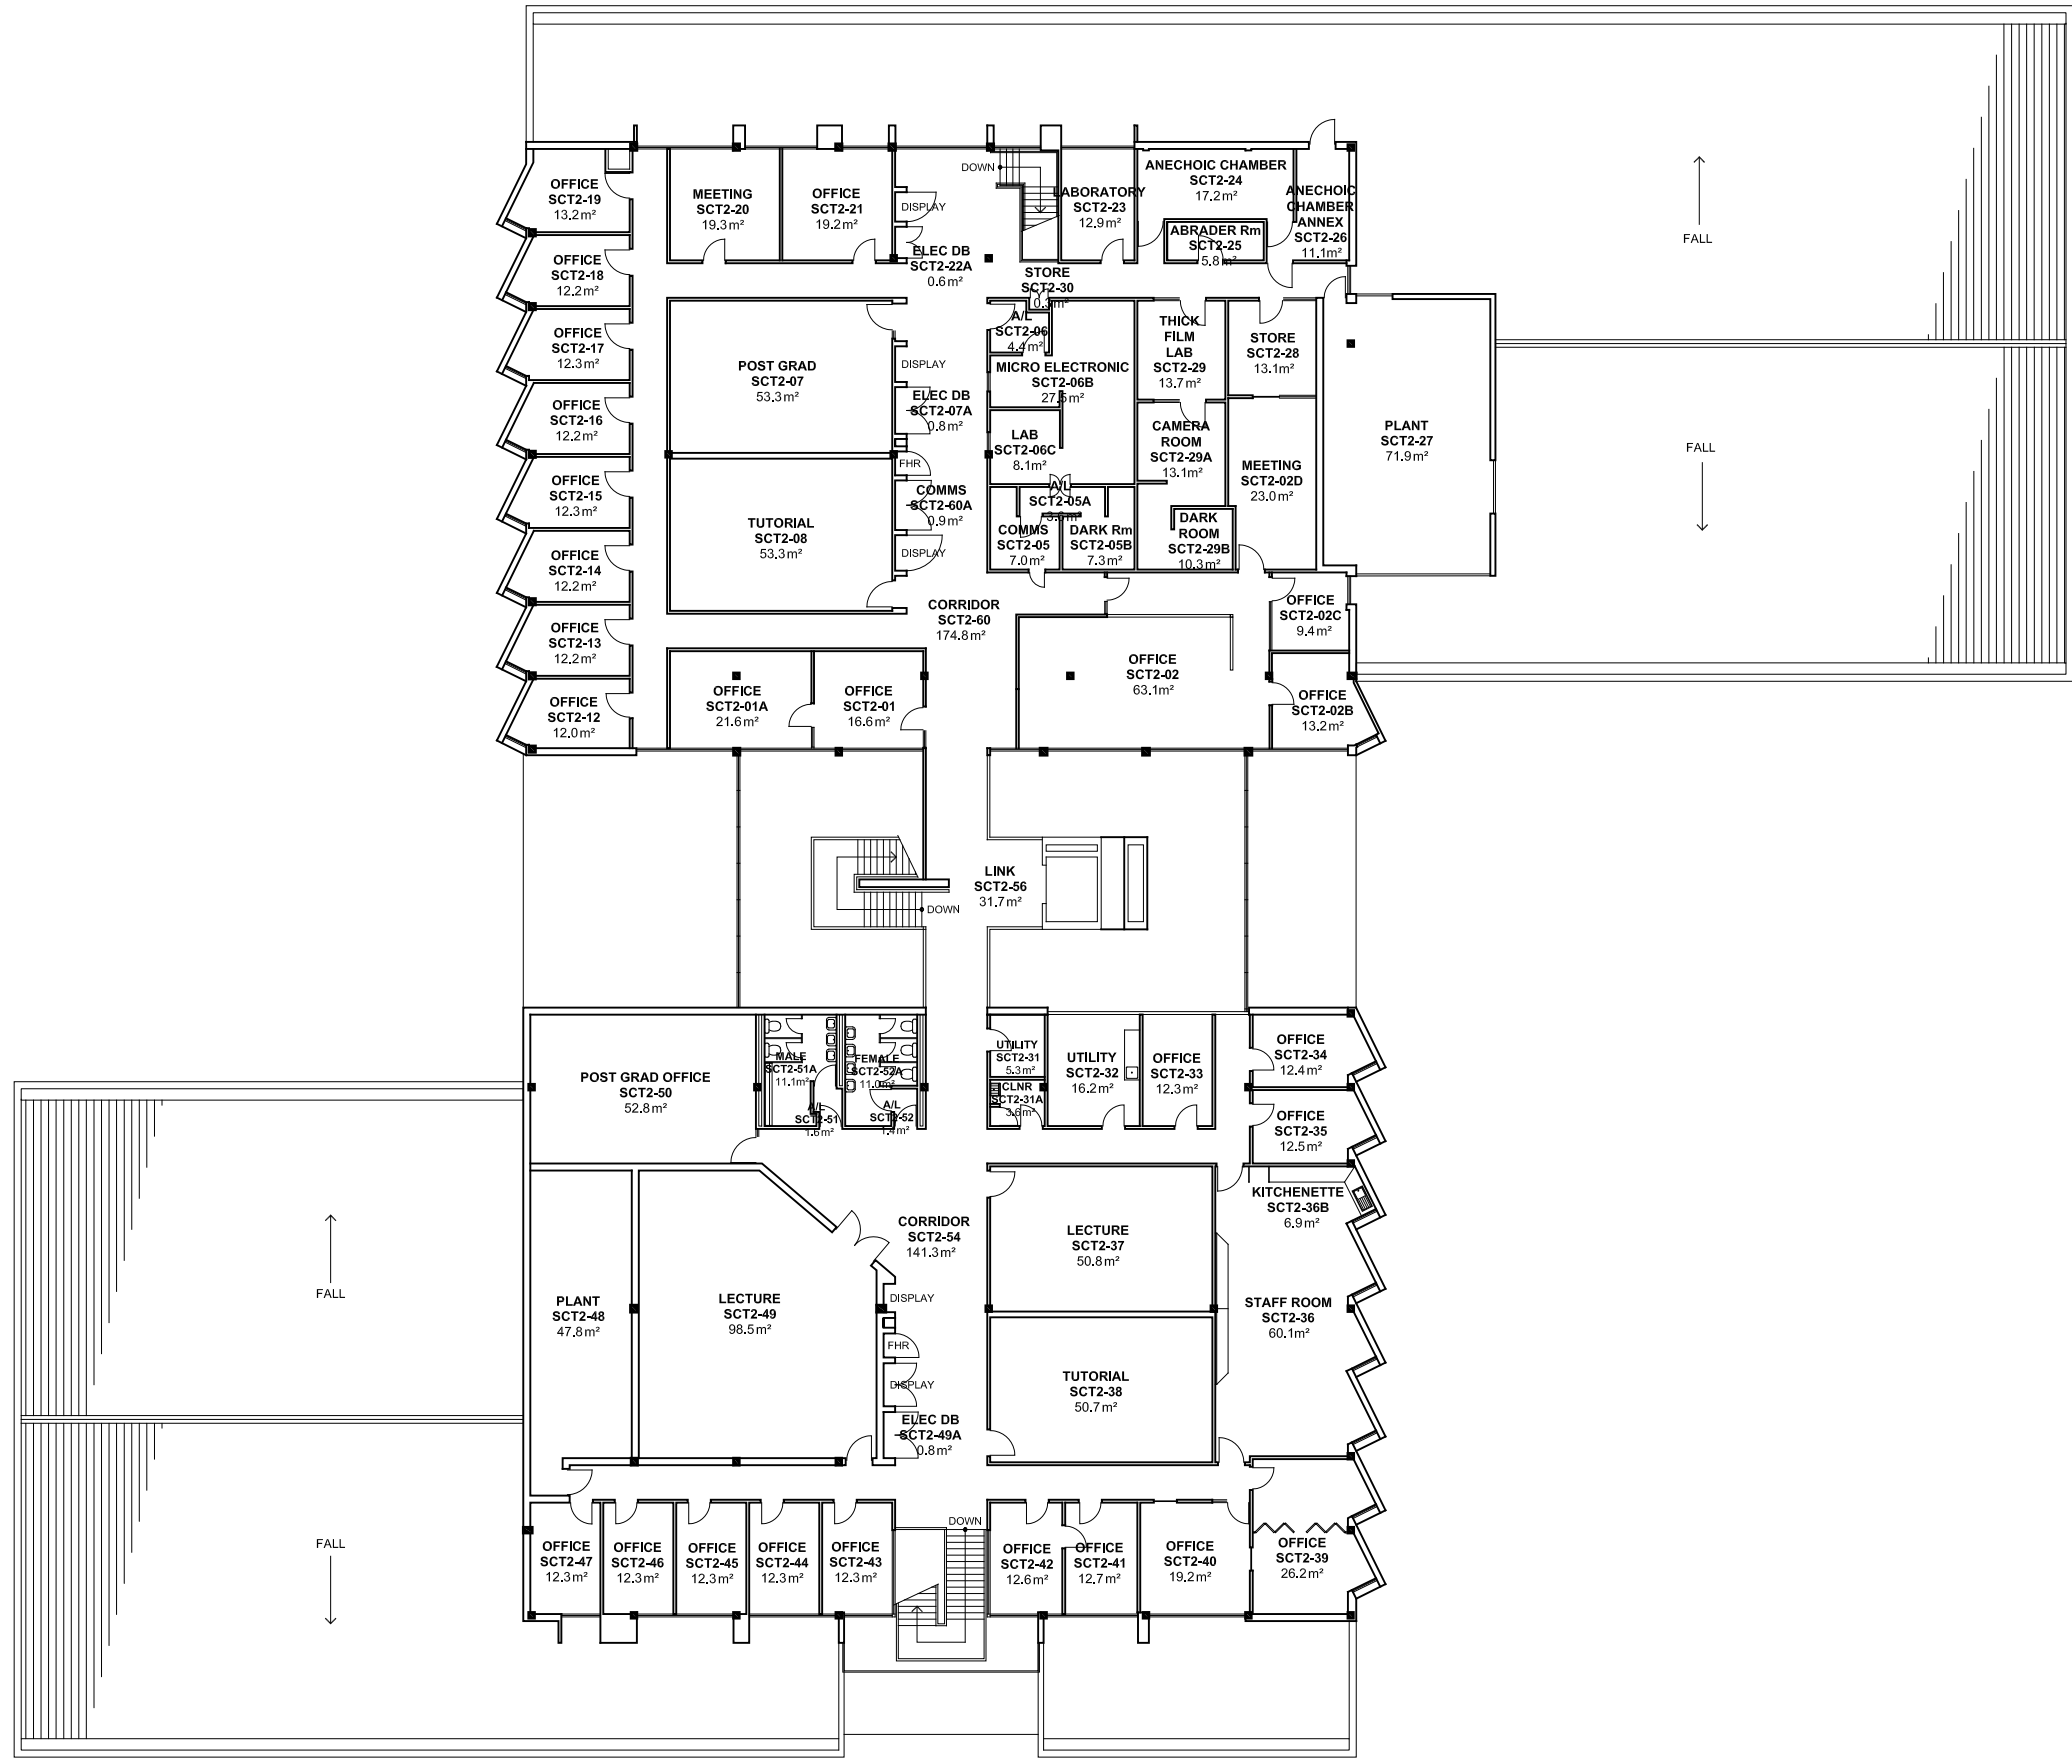 OFFICE
SCT2-19
13.2m²
MEETING
SCT2-20
19.3m²
OFFICE
SCT2-21
19.2m²
DISPLAY
DOWN
LABORATORY
SCT2-23
12.9m²
ANECHOIC CHAMBER
SCT2-24
17.2m²
ABRADER Rm
SCT2-25
5.8m²
ANECHOIC
CHAMBER
ANNEX
SCT2-26
11.1m²
FALL
OFFICE
SCT2-18
12.2m²
ELEC DB
SCT2-22A
0.6m²
STORE
SCT2-30
0.3m²
OFFICE
SCT2-17
12.3m²
POST GRAD
SCT2-07
53.3m²
DISPLAY
A/L
SCT2-06
4.4m²
MICRO ELECTRONIC
SCT2-06B
27.5m²
THICK
FILM
LAB
SCT2-29
13.7m²
STORE
SCT2-28
13.1m²
OFFICE
SCT2-16
12.2m²
ELEC DB
SCT2-07A
0.8m²
LAB
SCT2-06C
8.1m²
CAMERA
ROOM
SCT2-29A
13.1m²
PLANT
SCT2-27
71.9m²
FALL
FHR
MEETING
SCT2-02D
23.0m²
OFFICE
SCT2-15
12.3m²
COMMS
SCT2-60A
0.9m²
A/L
SCT2-05A
3.6m²
TUTORIAL
SCT2-08
53.3m²
DISPLAY
COMMS
SCT2-05
7.0m²
DARK Rm
SCT2-05B
7.3m²
DARK
ROOM
SCT2-29B
10.3m²
OFFICE
SCT2-14
12.2m²
OFFICE
SCT2-13
12.2m²
CORRIDOR
SCT2-60
174.8m²
OFFICE
SCT2-02C
9.4m²
OFFICE
SCT2-12
12.0m²
OFFICE
SCT2-01A
21.6m²
OFFICE
SCT2-01
16.6m²
OFFICE
SCT2-02
63.1m²
OFFICE
SCT2-02B
13.2m²
LINK
SCT2-56
31.7m²
DOWN
POST GRAD OFFICE
SCT2-50
52.8m²
MALE
SCT2-51A
11.1m²
FEMALE
SCT2-52A
11.0m²
A/L
SCT2-51
1.6m²
A/L
SCT2-52
1.4m²
UTILITY
SCT2-31
5.3m²
CLNR
SCT2-31A
3.6m²
UTILITY
SCT2-32
16.2m²
OFFICE
SCT2-33
12.3m²
OFFICE
SCT2-34
12.4m²
OFFICE
SCT2-35
12.5m²
KITCHENETTE
SCT2-36B
6.9m²
CORRIDOR
SCT2-54
141.3m²
LECTURE
SCT2-37
50.8m²
FALL
PLANT
SCT2-48
47.8m²
LECTURE
SCT2-49
98.5m²
DISPLAY
STAFF ROOM
SCT2-36
60.1m²
FHR
DISPLAY
TUTORIAL
SCT2-38
50.7m²
ELEC DB
SCT2-49A
0.8m²
FALL
OFFICE
SCT2-47
12.3m²
OFFICE
SCT2-46
12.3m²
OFFICE
SCT2-45
12.3m²
OFFICE
SCT2-44
12.3m²
OFFICE
SCT2-43
12.3m²
DOWN
OFFICE
SCT2-42
12.6m²
OFFICE
SCT2-41
12.7m²
OFFICE
SCT2-40
19.2m²
OFFICE
SCT2-39
26.2m²